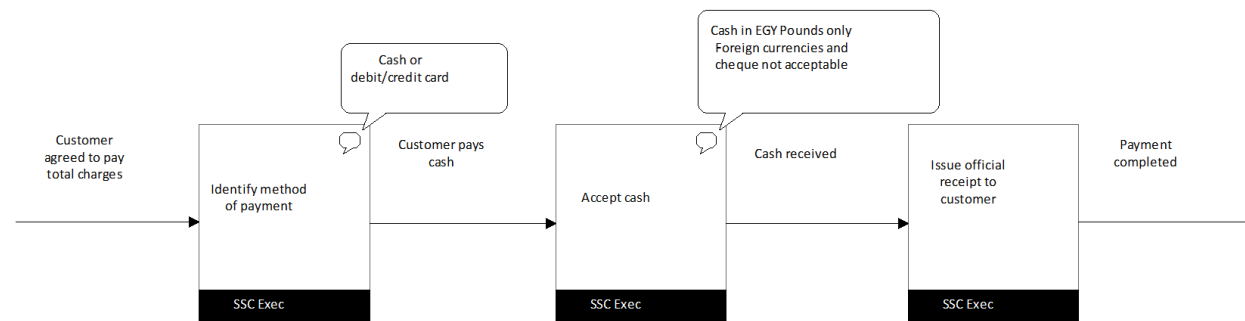 Customer
agreed to pay
total charges
Cash or
debit/credit card
Identify method
of payment
SSC Exec
Customer pays
cash
Cash in EGY Pounds only
Foreign currencies and
cheque not acceptable
Accept cash
SSC Exec
Cash received
Issue official
receipt to
customer
SSC Exec
Payment
completed